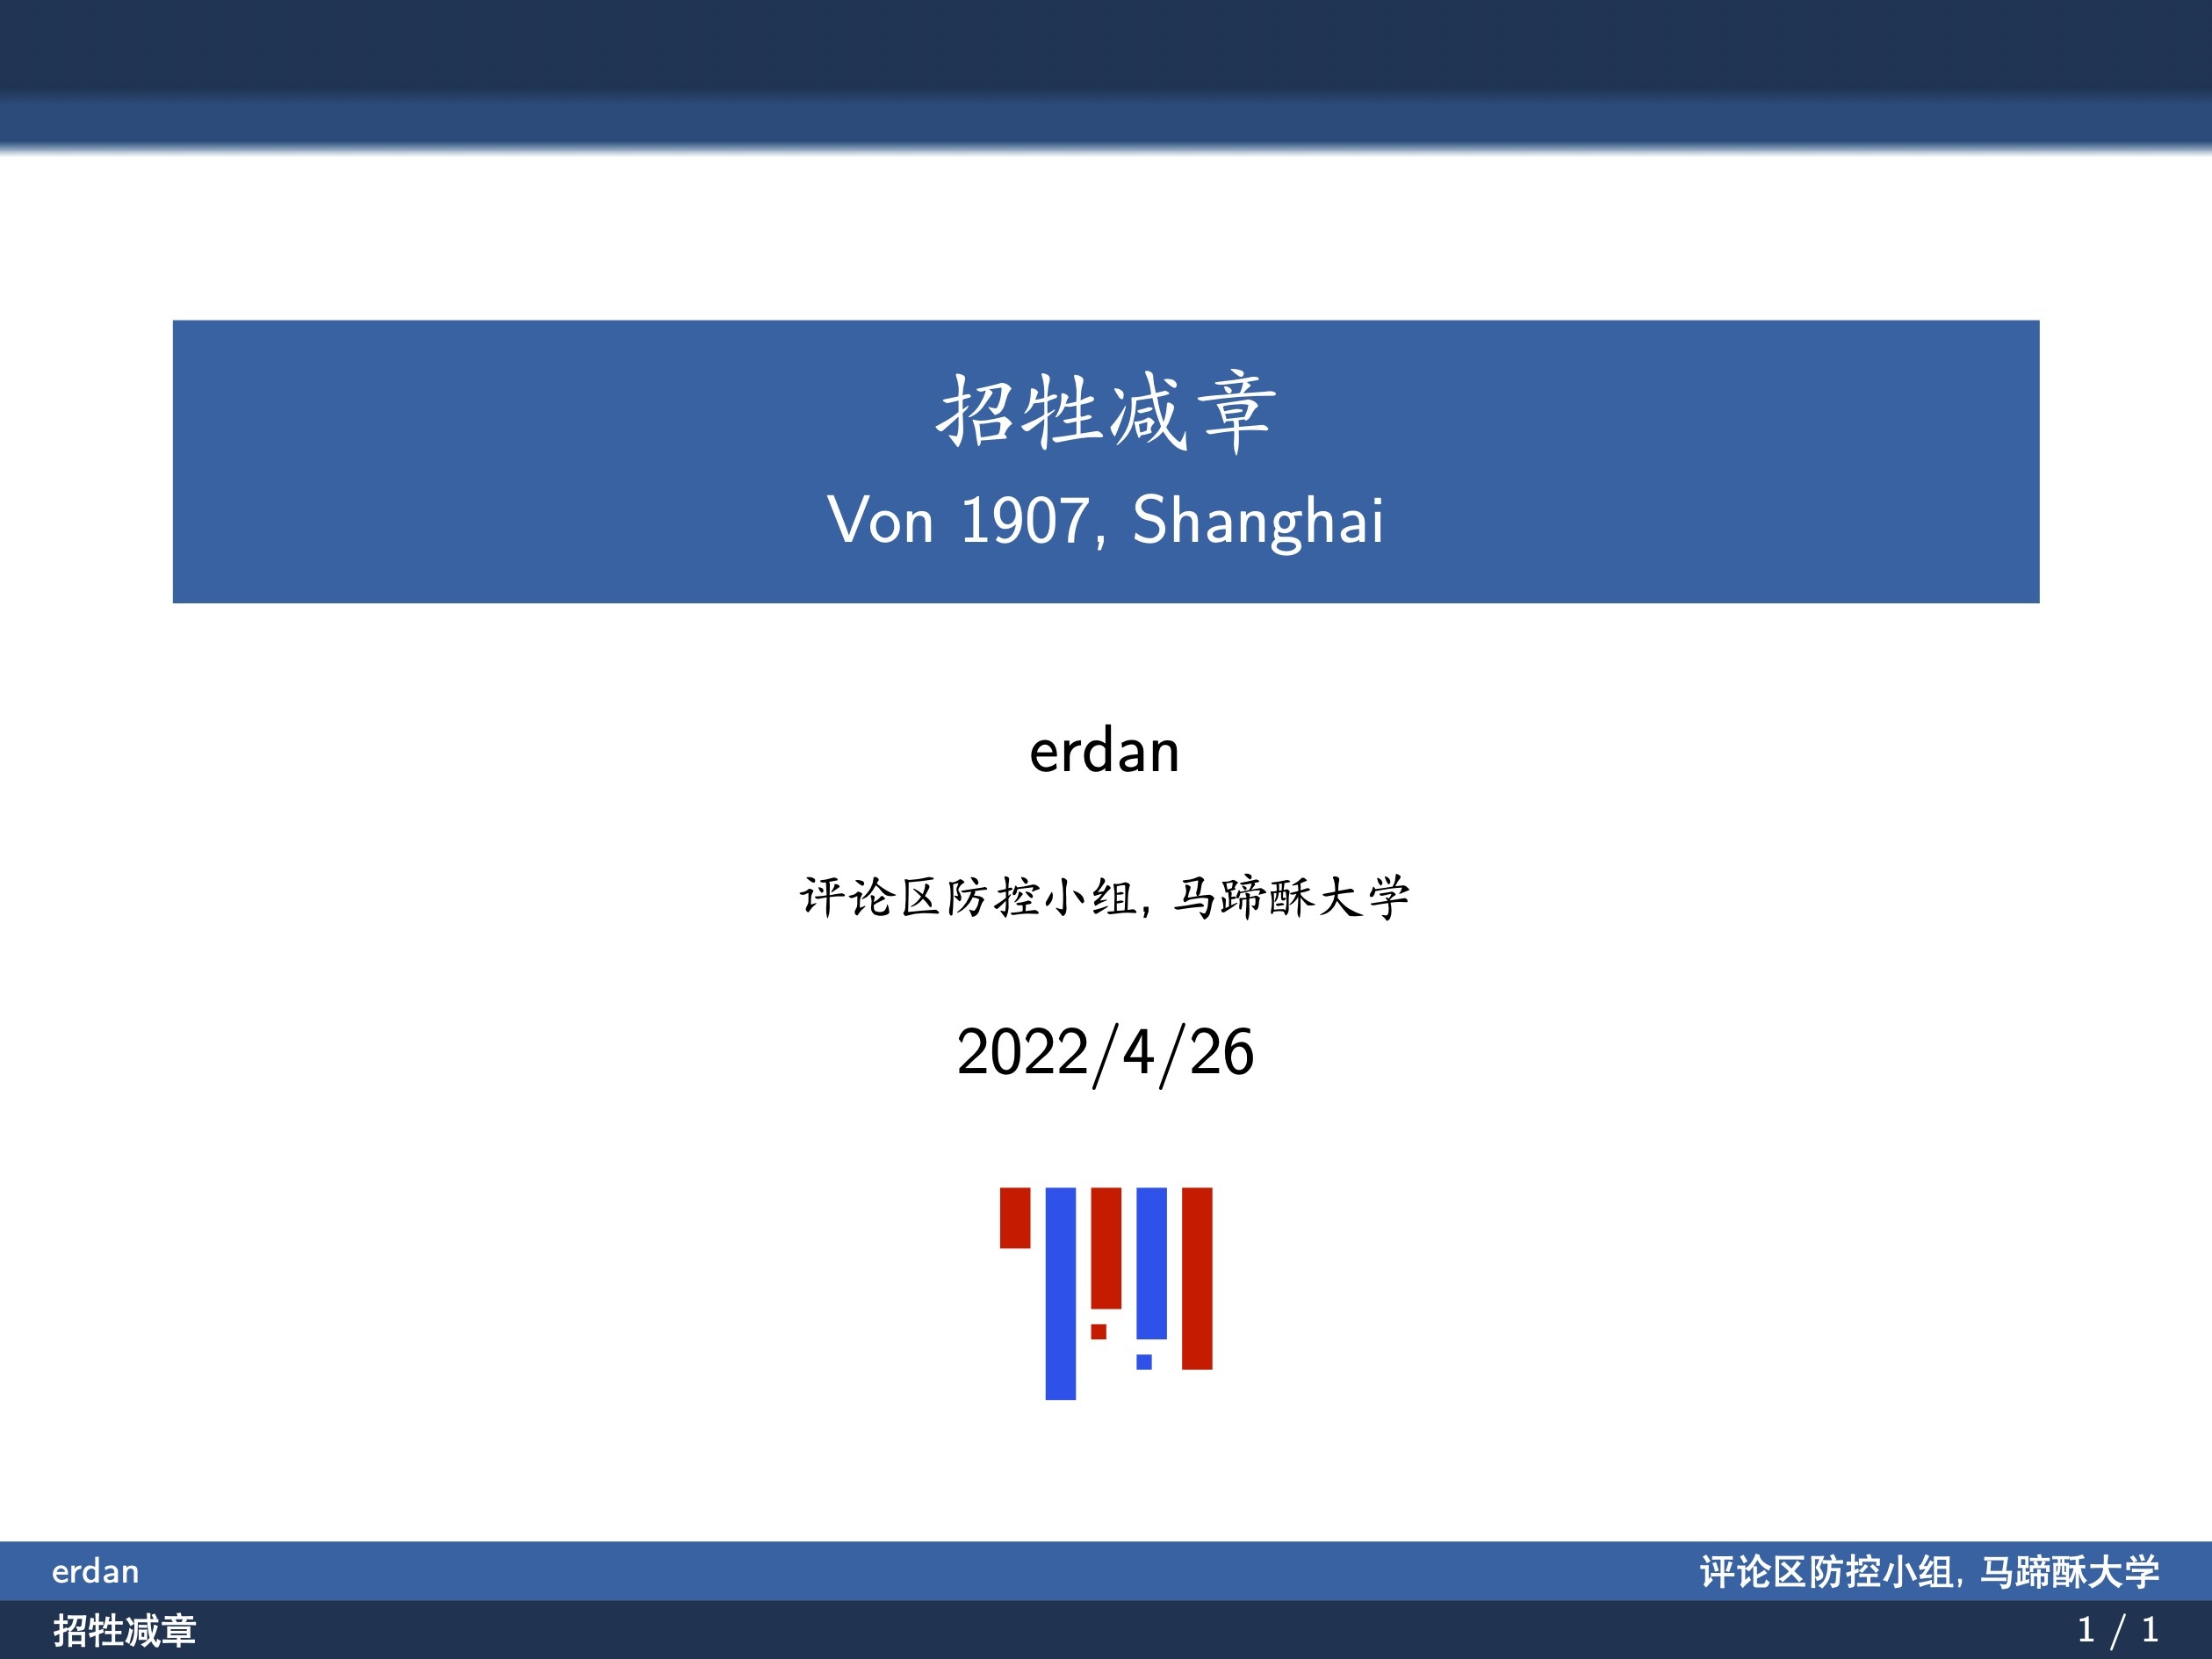 招牲减章
Von 1907, Shanghai
erdan
评论区防控小组, 马蹄酥大学
2022/4/26
erdan
评论区防控小组, 马蹄酥大学
招牲减章
1 / 1